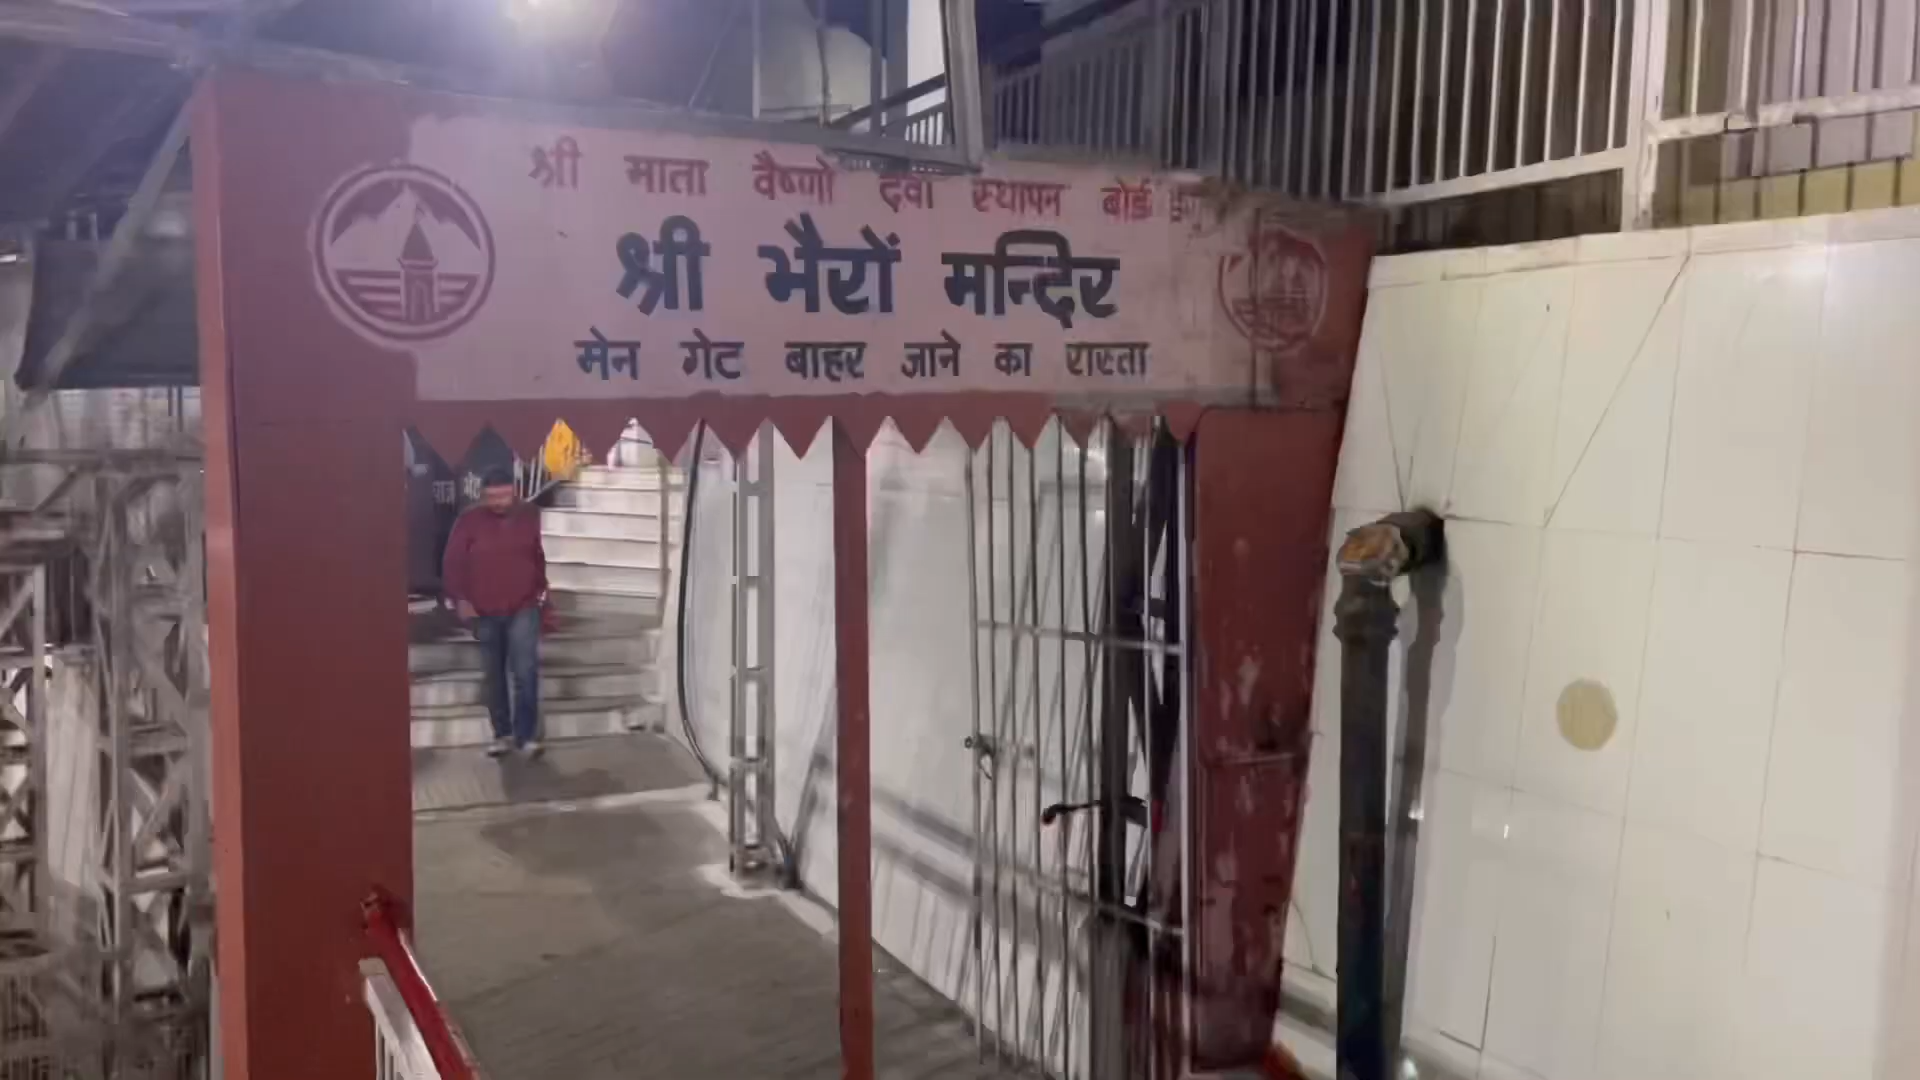 श्री माता वैष्णो देवी स्थापन बोर्ड
श्री भैरों मन्दिर
मेन गेट बाहर जाने का रास्ता